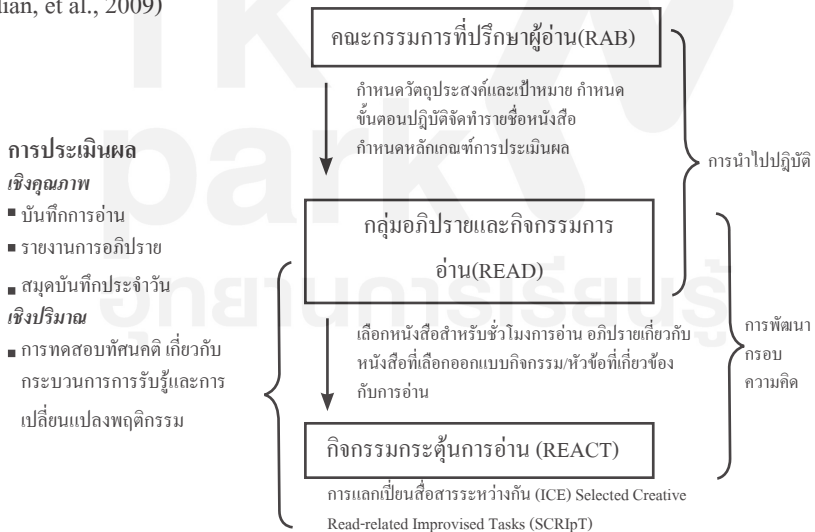 lian, et al., 2009)
คณะกรรมการที่ปรึกษาผู้อ่าน(RAB)
กำหนดวัตถุประสงค์และเป้าหมาย กำหนด
ขั้นตอนปฎิบัติจัดทำรายชื่อหนังสือ
กำหนดหลักเกณฑ์การประเมินผล
การนำไปปฎิบัติ
การประเมินผล
เชิงคุณภาพ
▪ บันทึกการอ่าน
▪ รายงานการอภิปราย
▪ สมุดบันทึกประจำวัน
เชิงปริมาณ
▪ การทดสอบทัศนคติ เกี่ยวกับ
กระบวนการการรับรู้และการ
เปลี่ยนแปลงพฤติกรรม
กลุ่มอภิปรายและกิจกรรมการ
อ่าน(READ)
เลือกหนังสือสำหรับชั่วโมงการอ่าน อภิปรายเกี่ยวกับ
หนังสือที่เลือกออกแบบกิจกรรม/หัวข้อที่เกี่ยวข้อง
กับการอ่าน
การพัฒนา
กรอบ
ความคิด
กิจกรรมกระตุ้นการอ่าน (REACT)
การแลกเปี่ยนสื่อสารระหว่างกัน (ICE) Selected Creative
Read-related Improvised Tasks (SCRIpT)
TK
park
อุทยานการเรียนรู้